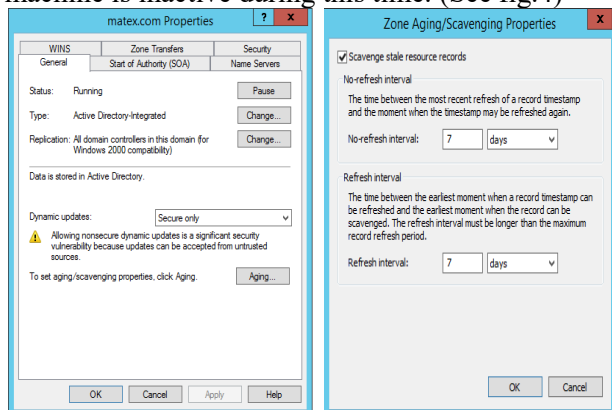 machine is inactive during this time. (See fig.4)
matex.com Properties
? x
WINS
Zone Transfers
Security
General
Start of Authority (SOA)
Name Servers
Status: Running
Pause
Type: Active Directory-Integrated
Change...
Replication: All domain controllers in this domain (for
Windows 2000 compatibility)
Change...
Data is stored in Active Directory.
Dynamic updates:
Secure only
Allowing nonsecure dynamic updates is a significant security
vulnerability because updates can be accepted from untrusted
sources.
To set aging/scavenging properties, click Aging.
Aging...
OK
Cancel
Apply
Help
Zone Aging/Scavenging Properties
x
Scavenge stale resource records
No-refresh interval
The time between the most recent refresh of a record timestamp
and the moment when the timestamp may be refreshed again.
No-refresh interval: 7 days
Refresh interval
The time between the earliest moment when a record timestamp can
be refreshed and the earliest moment when the record can be
scavenged. The refresh interval must be longer than the maximum
record refresh period.
Refresh interval: 7 days
OK
Cancel